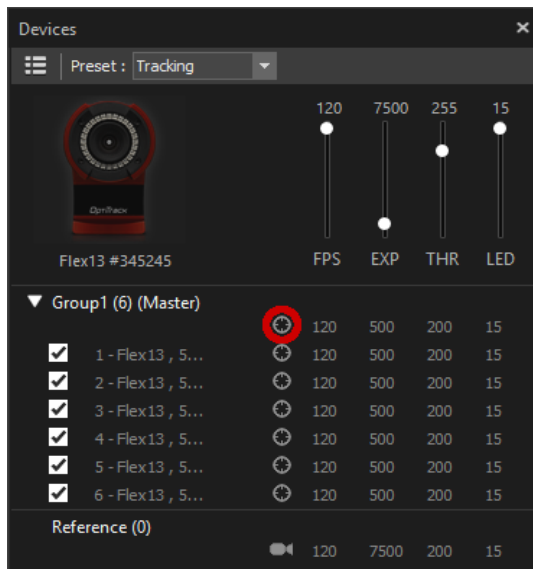 Devices
Preset : Tracking
120 7500 255 15
OptiTrack
Flex13 #345245
FPS EXP THR LED
Group1 (6) (Master)
120 500 200 15
1 - Flex13 , 5... 120 500 200 15
2 - Flex13 , 5... 120 500 200 15
3 - Flex13 , 5... 120 500 200 15
4 - Flex13 , 5... 120 500 200 15
5 - Flex13 , 5... 120 500 200 15
6 - Flex13 , 5... 120 500 200 15
Reference (0)
120 7500 200 15